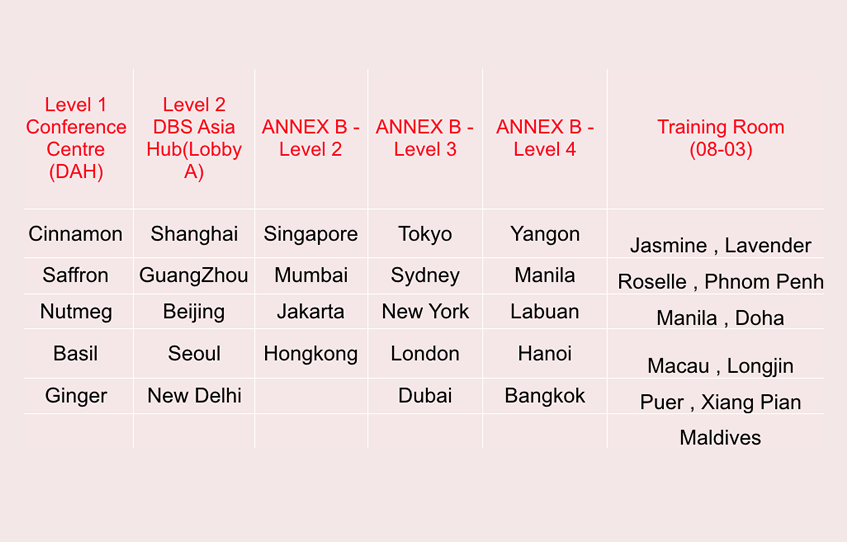 Level 1
Conference
Centre
(DAH)
Level 2
DBS Asia
Hub(Lobby
A)
ANNEX B -
Level 2
ANNEX B -
Level 3
ANNEX B -
Level 4
Training Room
(08-03)
Cinnamon Shanghai Singapore Tokyo Yangon Jasmine , Lavender
Saffron GuangZhou Mumbai Sydney Manila Roselle , Phnom Penh
Nutmeg Beijing Jakarta New York Labuan Manila , Doha
Basil Seoul Hongkong London Hanoi Macau , Longjin
Ginger New Delhi Dubai Bangkok Puer , Xiang Pian
Maldives